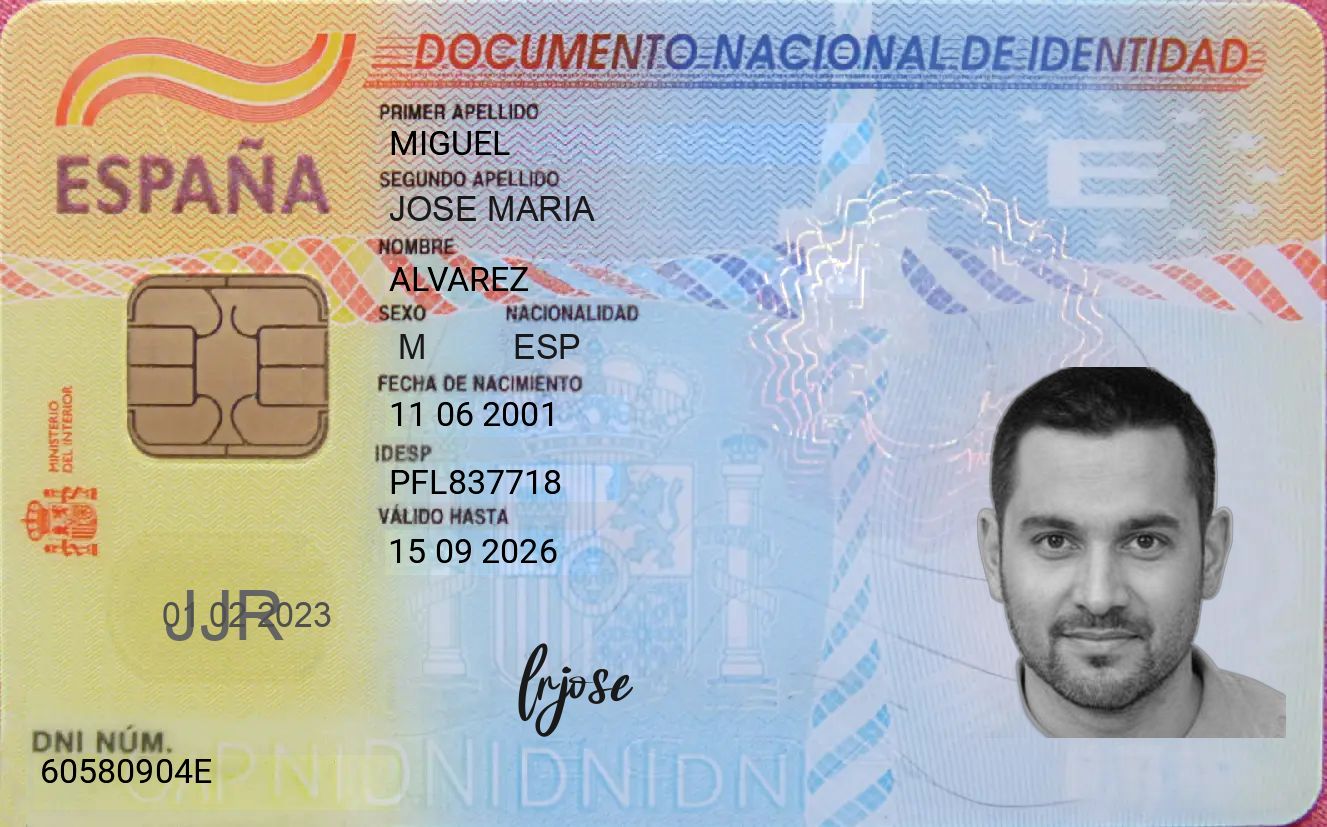 DOCUMENTO NACIONAL DE IDENTIDAD
ESPAÑA
PRIMER APELLIDO
MIGUEL
SEGUNDO APELLIDO
JOSE MARIA
NOMBRE
ALVAREZ
SEXO NACIONALIDAD
M ESP
FECHA DE NACIMIENTO
11 06 2001
IDESP
PFL837718
VÁLIDO HASTA
15 09 2026
MINISTERIO
DEL INTERIOR
E
01 02 2023
JJR
lrjose
DNI NÚM.
60580904E
DNIDNIDNIDN